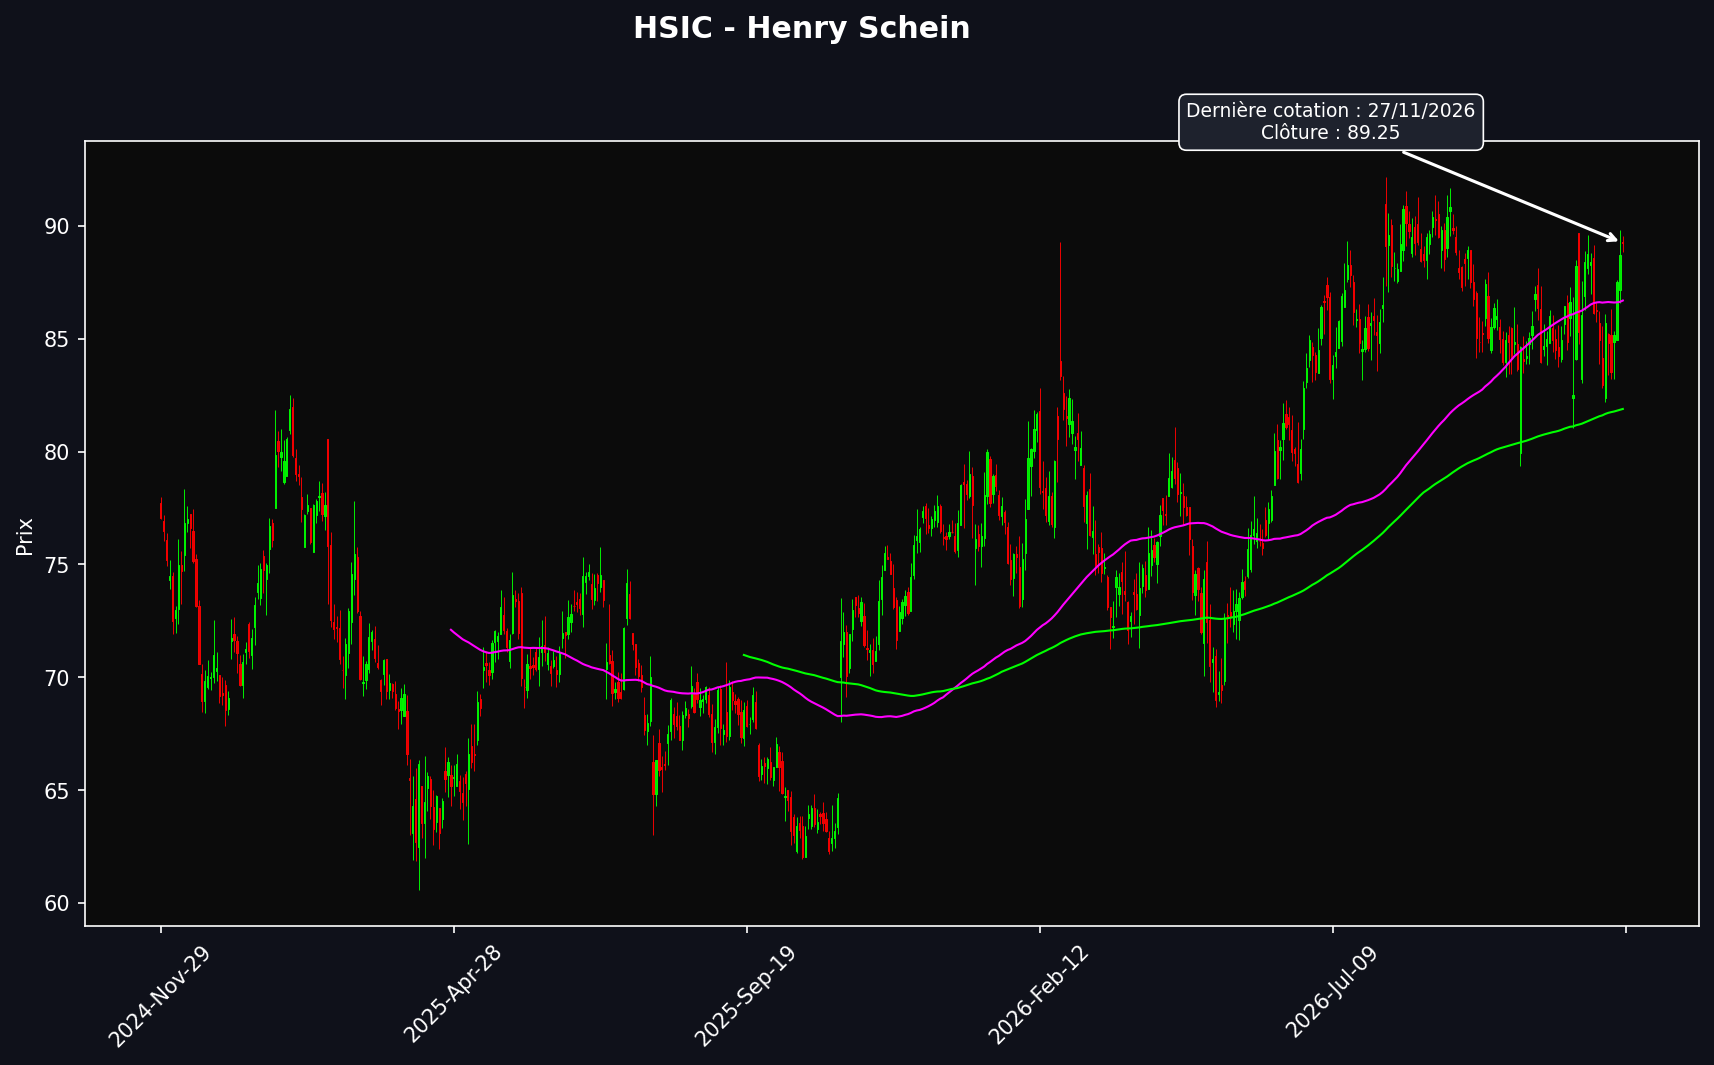 HSIC - Henry Schein
Dernière cotation : 27/11/2026
Clôture : 89.25
Prix
90
85
80
75
70
65
60
2024-Nov-29
2025-Apr-28
2025-Sep-19
2026-Feb-12
2026-Jul-09